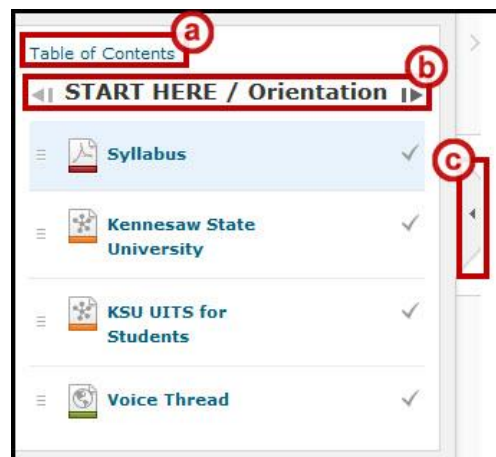 a
Table of Contents
b
START HERE / Orientation
Syllabus
c
Kennesaw State
University
KSU UITS for
Students
Voice Thread